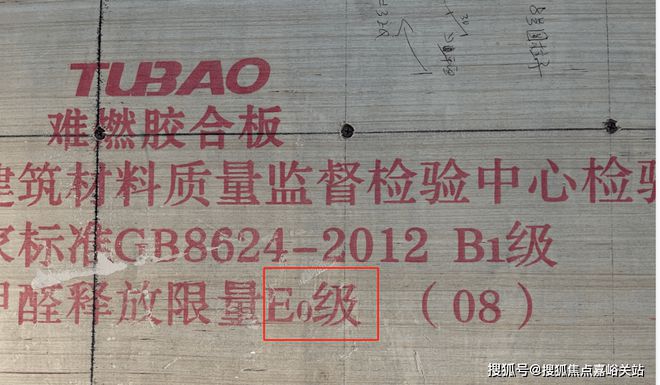 TUBAO
难燃胶合板
建筑材料质量监督检验中心检验
家标准GB8624-2012 B1级
甲醛释放限量E0级 (08)
搜狐号@搜狐焦点嘉峪关站